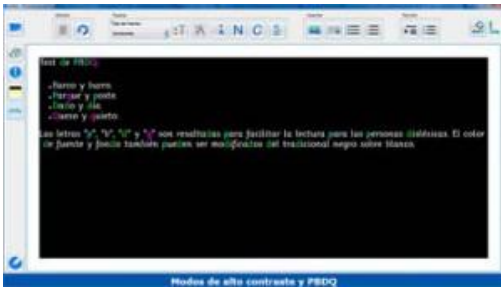 Test de PBDQ:
.Barco y barro.
.Parque y poste.
.Dado y día.
.Queso y quieto.
Las letras "p", "b", "d" y "q" son resaltadas para facilitar la lectura para las personas disléxicas. El color
de fuente y fondo también pueden ser modificados del tradicional negro sobre blanco.
Modos de alto contraste y PBDQ